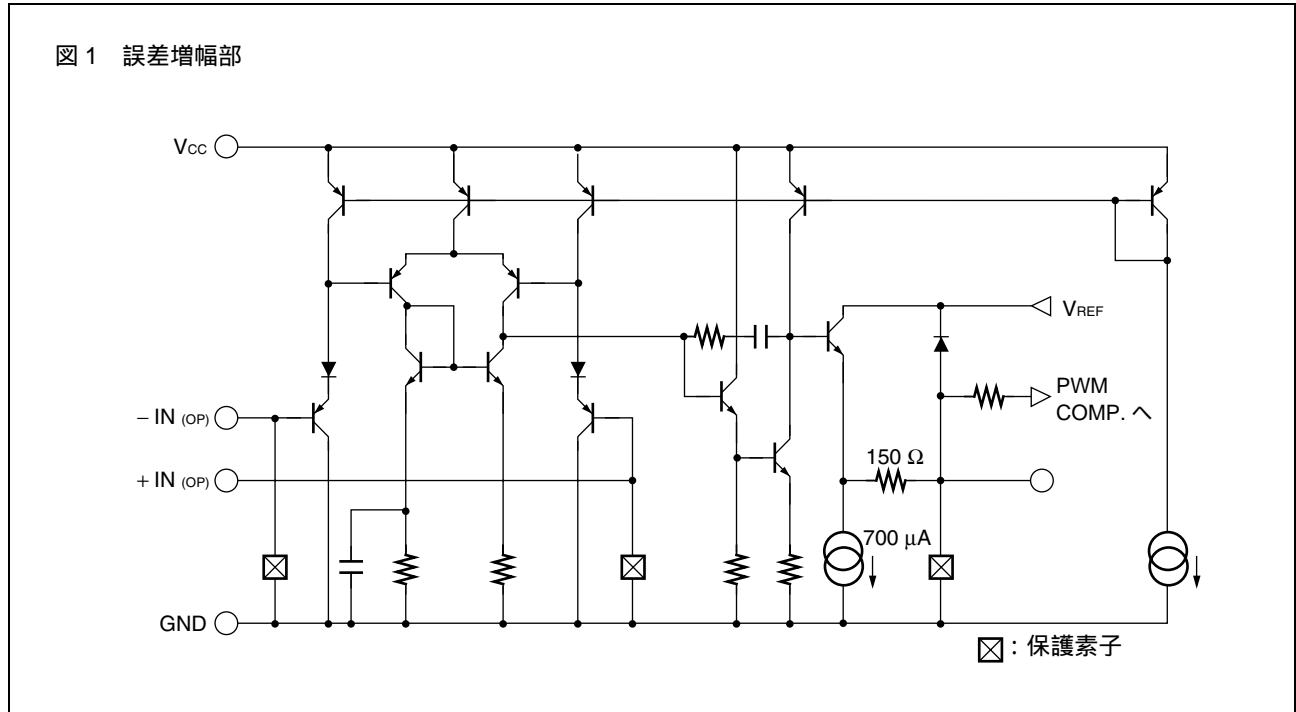 図 1 誤差増幅部
VCC
VREF
PWM
COMP. へ
− IN (OP)
150 Ω
+ IN (OP)
700 μA
GND
：保護素子